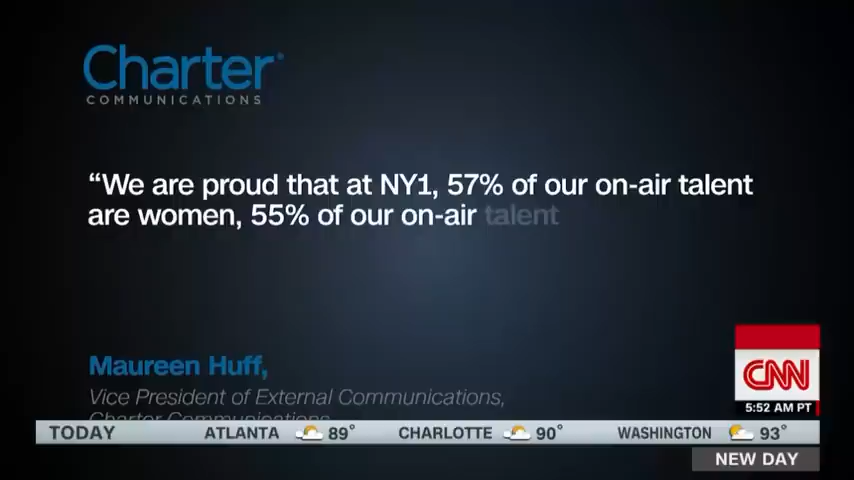 Charter
COMMUNICATIONS
“We are proud that at NY1, 57% of our on-air talent
are women, 55% of our on-air talent
Maureen Huff,
Vice President of External Communications,
Charter Communications
CNN
5:52 AM PT
TODAY ATLANTA 89° CHARLOTTE 90° WASHINGTON 93°
NEW DAY